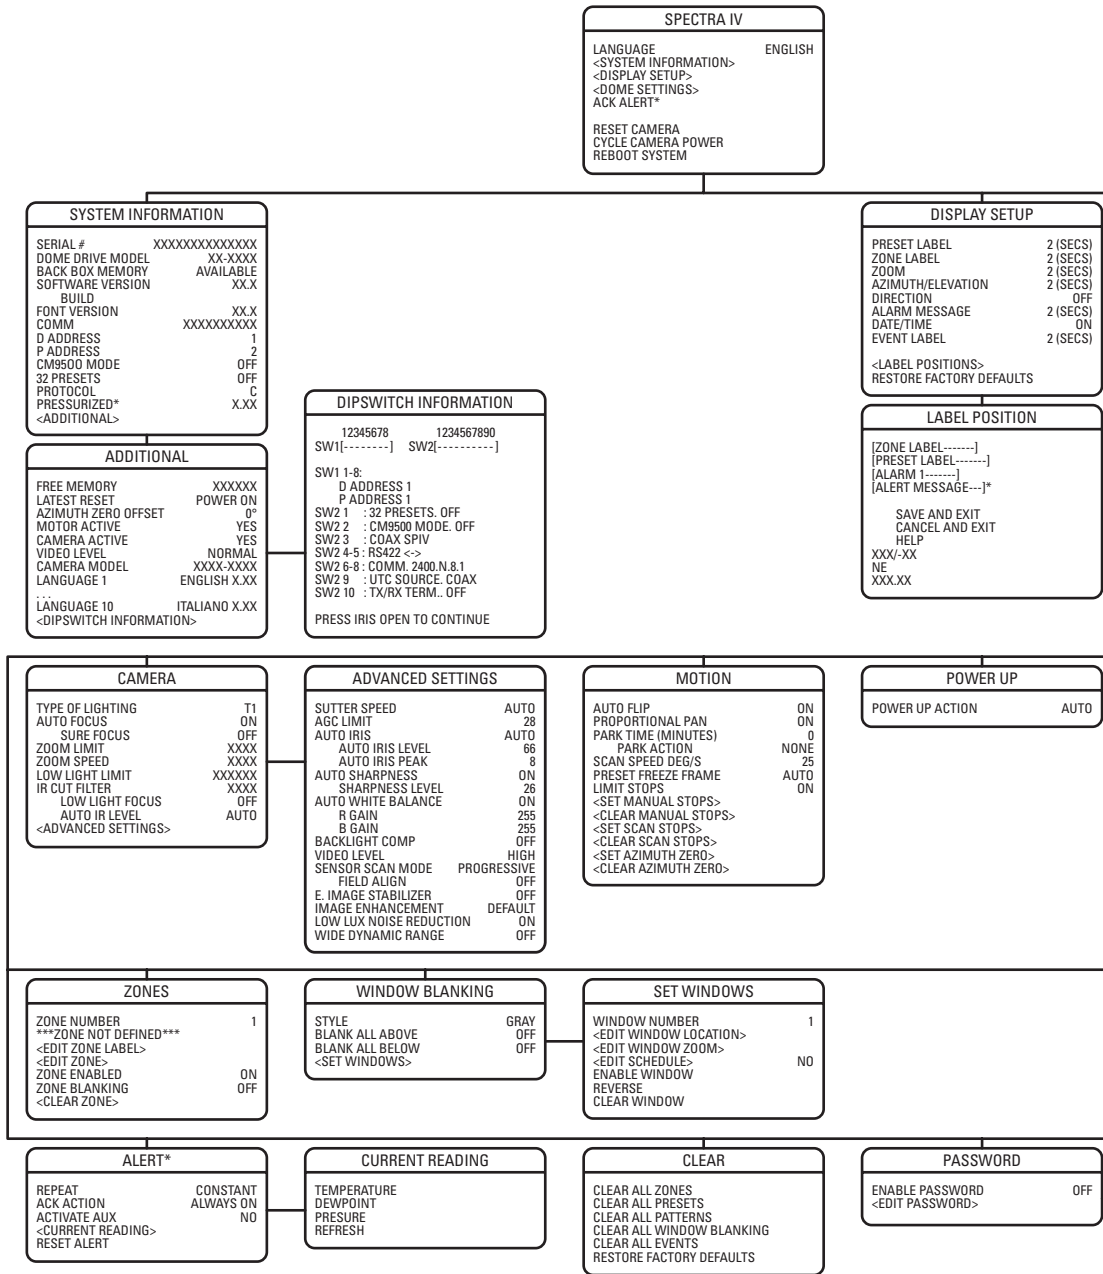 SPECTRA IV
LANGUAGE ENGLISH
<SYSTEM INFORMATION>
<DISPLAY SETUP>
<DOME SETTINGS>
ACK ALERT*
RESET CAMERA
CYCLE CAMERA POWER
REBOOT SYSTEM
SYSTEM INFORMATION
SERIAL # XXXXXXXXXXXXXX
DOME DRIVE MODEL XX-XXXX
BACK BOX MEMORY AVAILABLE
SOFTWARE VERSION XX.X
BUILD
FONT VERSION XX.X
COMM XXXXXXXXXX
D ADDRESS 1
P ADDRESS 2
CM9500 MODE OFF
32 PRESETS OFF
PROTOCOL C
PRESSURIZED* X.XX
<ADDITIONAL>
DISPLAY SETUP
PRESET LABEL 2 (SECS)
ZONE LABEL 2 (SECS)
ZOOM 2 (SECS)
AZIMUTH/ELEVATION 2 (SECS)
DIRECTION OFF
ALARM MESSAGE 2 (SECS)
DATE/TIME ON
EVENT LABEL 2 (SECS)
<LABEL POSITIONS>
RESTORE FACTORY DEFAULTS
ADDITIONAL
FREE MEMORY XXXXXX
LATEST RESET POWER ON
AZIMUTH ZERO OFFSET 0°
MOTOR ACTIVE YES
CAMERA ACTIVE YES
VIDEO LEVEL NORMAL
CAMERA MODEL XXXX-XXXX
LANGUAGE 1 ENGLISH X.XX
. . .
LANGUAGE 10 ITALIANO X.XX
<DIPSWITCH INFORMATION>
DIPSWITCH INFORMATION
12345678 1234567890
SW1[--------] SW2[----------]
SW1 1-8:
D ADDRESS 1
P ADDRESS 1
SW2 1 : 32 PRESETS. OFF
SW2 2 : CM9500 MODE. OFF
SW2 3 : COAX SPIV
SW2 4-5 : RS422 <->
SW2 6-8 : COMM. 2400.N.8.1
SW2 9 : UTC SOURCE. COAX
SW2 10 : TX/RX TERM.. OFF
PRESS IRIS OPEN TO CONTINUE
LABEL POSITION
[ZONE LABEL-------]
[PRESET LABEL-------]
[ALARM 1-------]
[ALERT MESSAGE---]*
SAVE AND EXIT
CANCEL AND EXIT
HELP
XXX/-XX
NE
XXX.XX
CAMERA
TYPE OF LIGHTING T1
AUTO FOCUS ON
SURE FOCUS OFF
ZOOM LIMIT XXXX
ZOOM SPEED XXXX
LOW LIGHT LIMIT XXXXXX
IR CUT FILTER XXXX
LOW LIGHT FOCUS OFF
AUTO IR LEVEL AUTO
<ADVANCED SETTINGS>
ADVANCED SETTINGS
SUTTER SPEED AUTO
AGC LIMIT 28
AUTO IRIS AUTO
AUTO IRIS LEVEL 66
AUTO IRIS PEAK 8
AUTO SHARPNESS ON
SHARPNESS LEVEL 26
AUTO WHITE BALANCE ON
R GAIN 255
B GAIN 255
BACKLIGHT COMP OFF
VIDEO LEVEL HIGH
SENSOR SCAN MODE PROGRESSIVE
FIELD ALIGN OFF
E. IMAGE STABILIZER OFF
IMAGE ENHANCEMENT DEFAULT
LOW LUX NOISE REDUCTION ON
WIDE DYNAMIC RANGE OFF
MOTION
AUTO FLIP ON
PROPORTIONAL PAN ON
PARK TIME (MINUTES) 0
PARK ACTION NONE
SCAN SPEED DEG/S 25
PRESET FREEZE FRAME AUTO
LIMIT STOPS ON
<SET MANUAL STOPS>
<CLEAR MANUAL STOPS>
<SET SCAN STOPS>
<CLEAR SCAN STOPS>
<SET AZIMUTH ZERO>
<CLEAR AZIMUTH ZERO>
POWER UP
POWER UP ACTION AUTO
ZONES
ZONE NUMBER 1
***ZONE NOT DEFINED***
<EDIT ZONE LABEL>
<EDIT ZONE>
ZONE ENABLED ON
ZONE BLANKING OFF
<CLEAR ZONE>
WINDOW BLANKING
STYLE GRAY
BLANK ALL ABOVE OFF
BLANK ALL BELOW OFF
<SET WINDOWS>
SET WINDOWS
WINDOW NUMBER 1
<EDIT WINDOW LOCATION>
<EDIT WINDOW ZOOM>
<EDIT SCHEDULE> NO
ENABLE WINDOW
REVERSE
CLEAR WINDOW
ALERT*
REPEAT CONSTANT
ACK ACTION ALWAYS ON
ACTIVATE AUX NO
<CURRENT READING>
RESET ALERT
CURRENT READING
TEMPERATURE
DEWPOINT
PRESURE
REFRESH
CLEAR
CLEAR ALL ZONES
CLEAR ALL PRESETS
CLEAR ALL PATTERNS
CLEAR ALL WINDOW BLANKING
CLEAR ALL EVENTS
RESTORE FACTORY DEFAULTS
PASSWORD
ENABLE PASSWORD OFF
<EDIT PASSWORD>